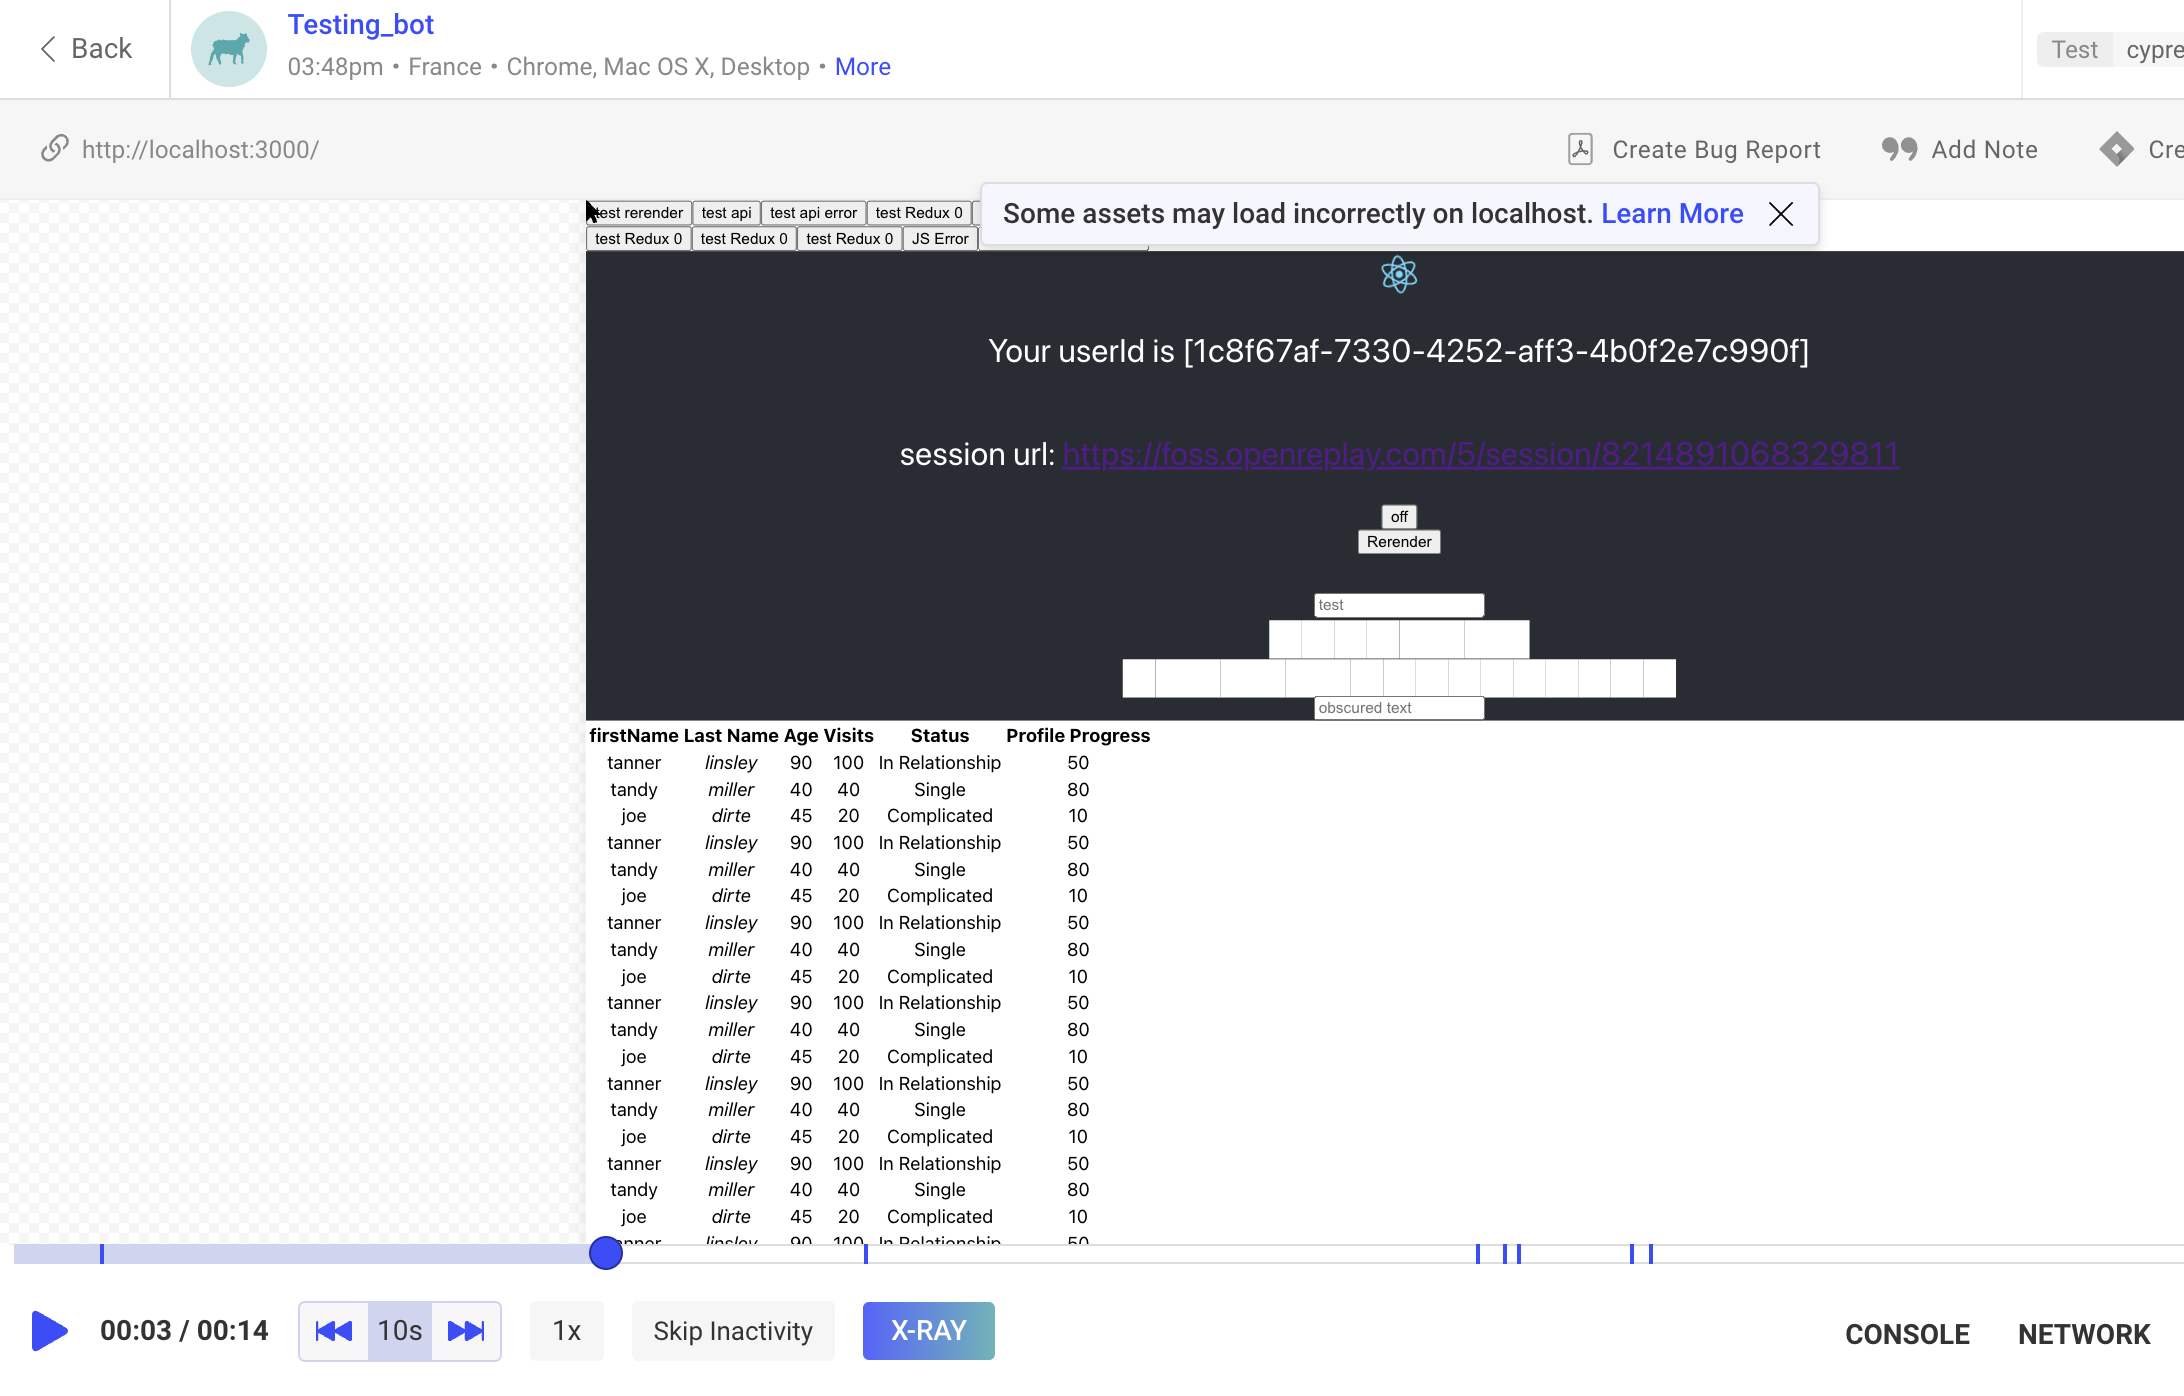 Back
Testing_bot
03:48pm • France • Chrome, Mac OS X, Desktop • More
Test cypre
http://localhost:3000/
Create Bug Report
Add Note
Cre
test rerender test api test api error test Redux 0
Some assets may load incorrectly on localhost. Learn More
test Redux 0 test Redux 0 test Redux 0 JS Error
Your userId is [1c8f67af-7330-4252-aff3-4b0f2e7c990f]
session url: https://foss.openreplay.com/5/session/8214891068329811
off
Rerender
test
obscured text
firstName Last Name Age Visits Status Profile Progress
tanner linsley 90 100 In Relationship 50
tandy miller 40 40 Single 80
joe dirte 45 20 Complicated 10
tanner linsley 90 100 In Relationship 50
tandy miller 40 40 Single 80
joe dirte 45 20 Complicated 10
tanner linsley 90 100 In Relationship 50
tandy miller 40 40 Single 80
joe dirte 45 20 Complicated 10
tanner linsley 90 100 In Relationship 50
tandy miller 40 40 Single 80
joe dirte 45 20 Complicated 10
tanner linsley 90 100 In Relationship 50
tandy miller 40 40 Single 80
joe dirte 45 20 Complicated 10
tanner linsley 90 100 In Relationship 50
tandy miller 40 40 Single 80
joe dirte 45 20 Complicated 10
linsley 90 100 In Relationship 50
00:03 / 00:14
10s
1x
Skip Inactivity
X-RAY
CONSOLE
NETWORK